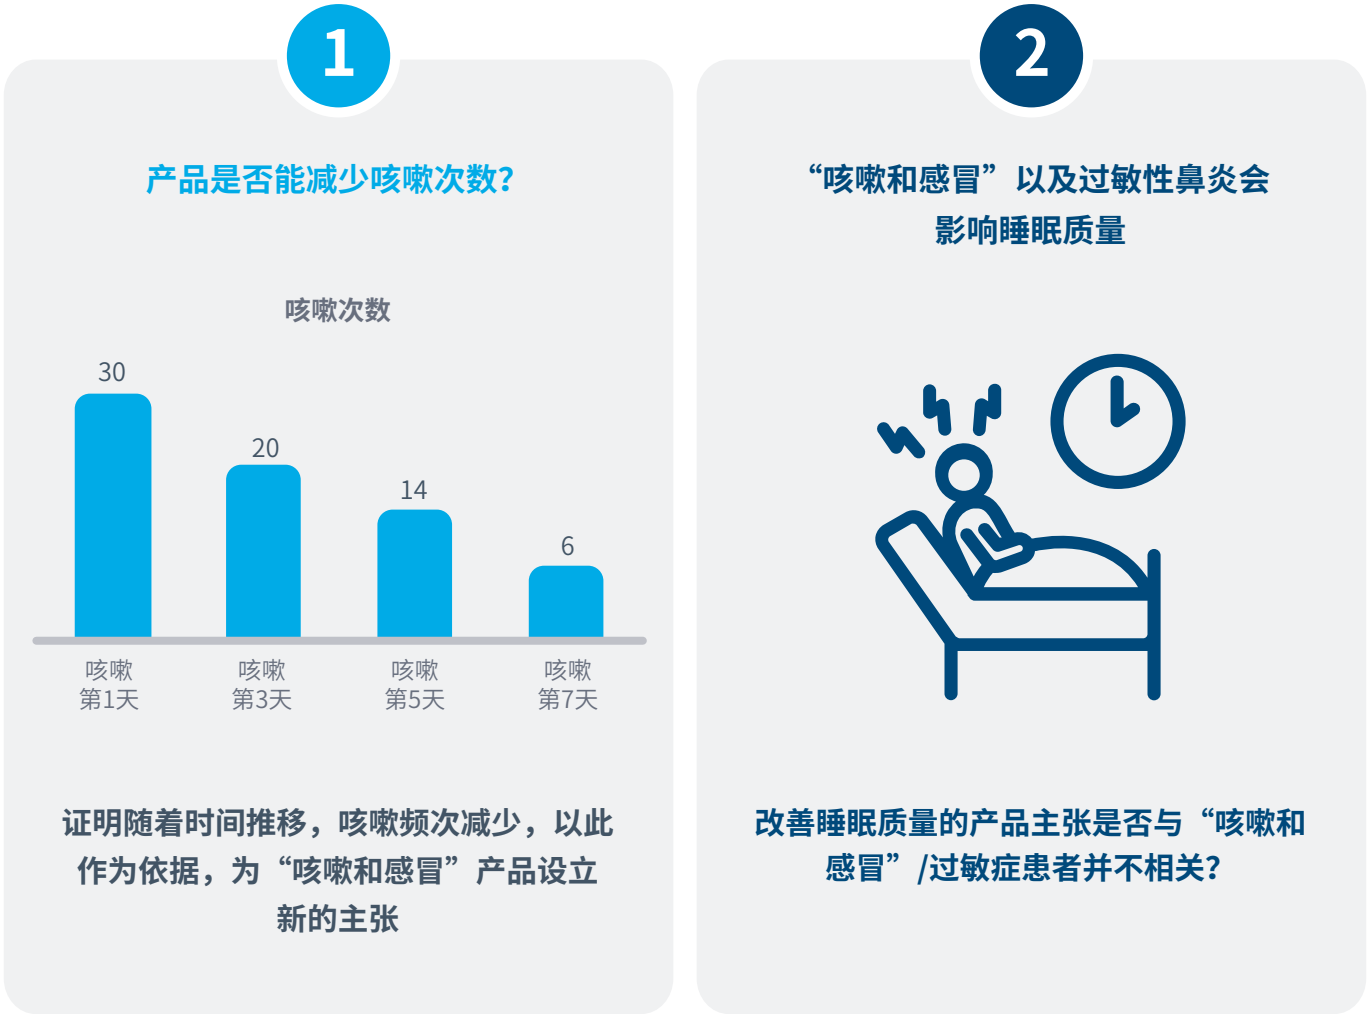 1
产品是否能减少咳嗽次数？
咳嗽次数
30
20
14
6
咳嗽
第1天
咳嗽
第3天
咳嗽
第5天
咳嗽
第7天
证明随着时间推移，咳嗽频次减少，以此
作为依据，为“咳嗽和感冒”产品设立
新的主张
2
“咳嗽和感冒”以及过敏性鼻炎会
影响睡眠质量
改善睡眠质量的产品主张是否与“咳嗽和
感冒”/过敏症患者并不相关？